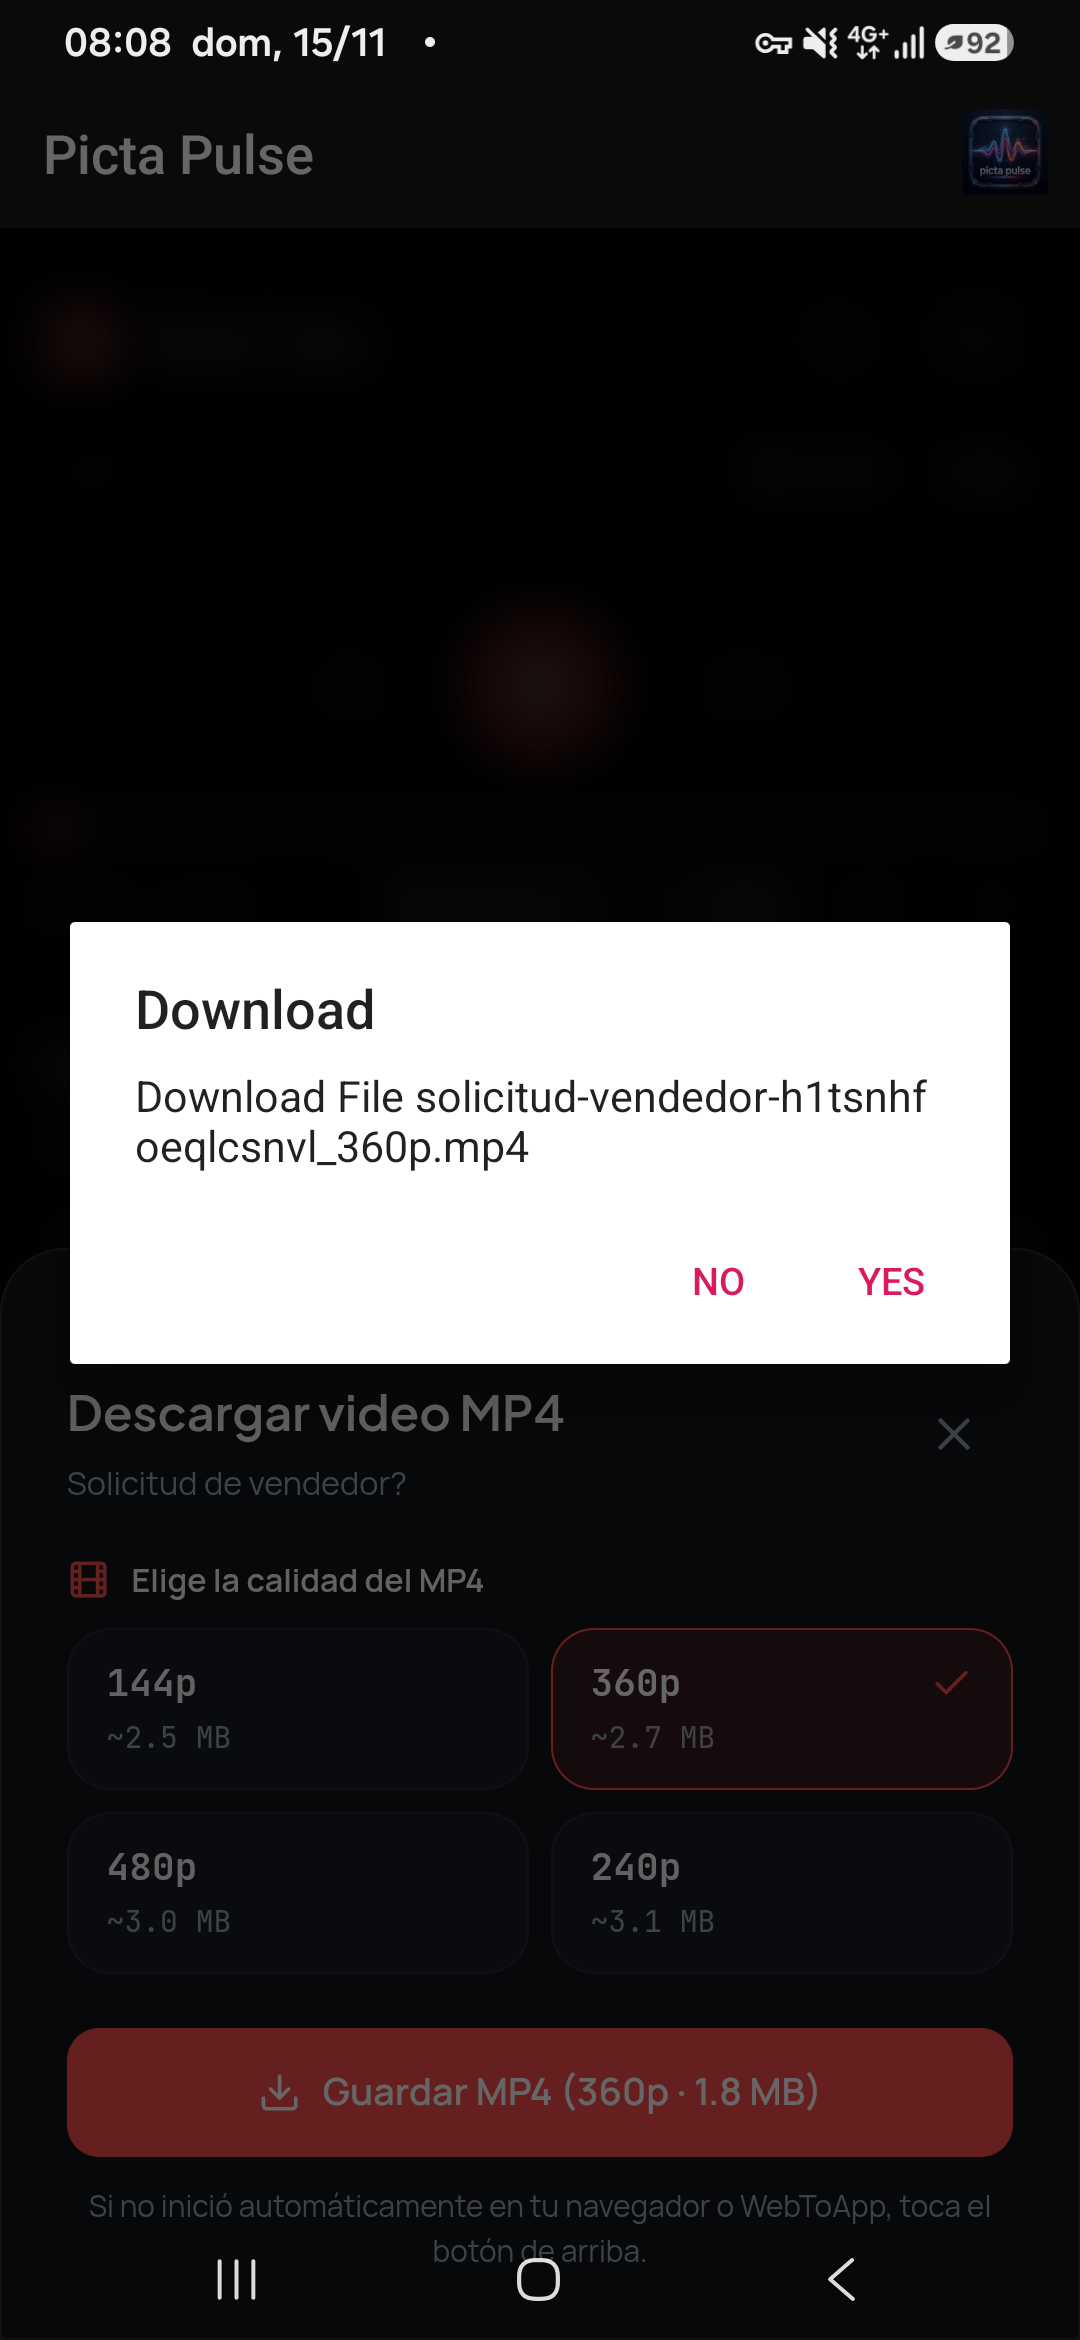 08:08 dom, 15/11 •
4G+ 92
Picta Pulse
picta pulse
Download
Download File solicitud-vendedor-h1tsnhf
oeqlcsnvl_360p.mp4
NO YES
Descargar video MP4
Solicitud de vendedor?
Elige la calidad del MP4
144p
~2.5 MB
360p
~2.7 MB
480p
~3.0 MB
240p
~3.1 MB
Guardar MP4 (360p · 1.8 MB)
Si no inició automáticamente en tu navegador o WebToApp, toca el
botón de arriba.